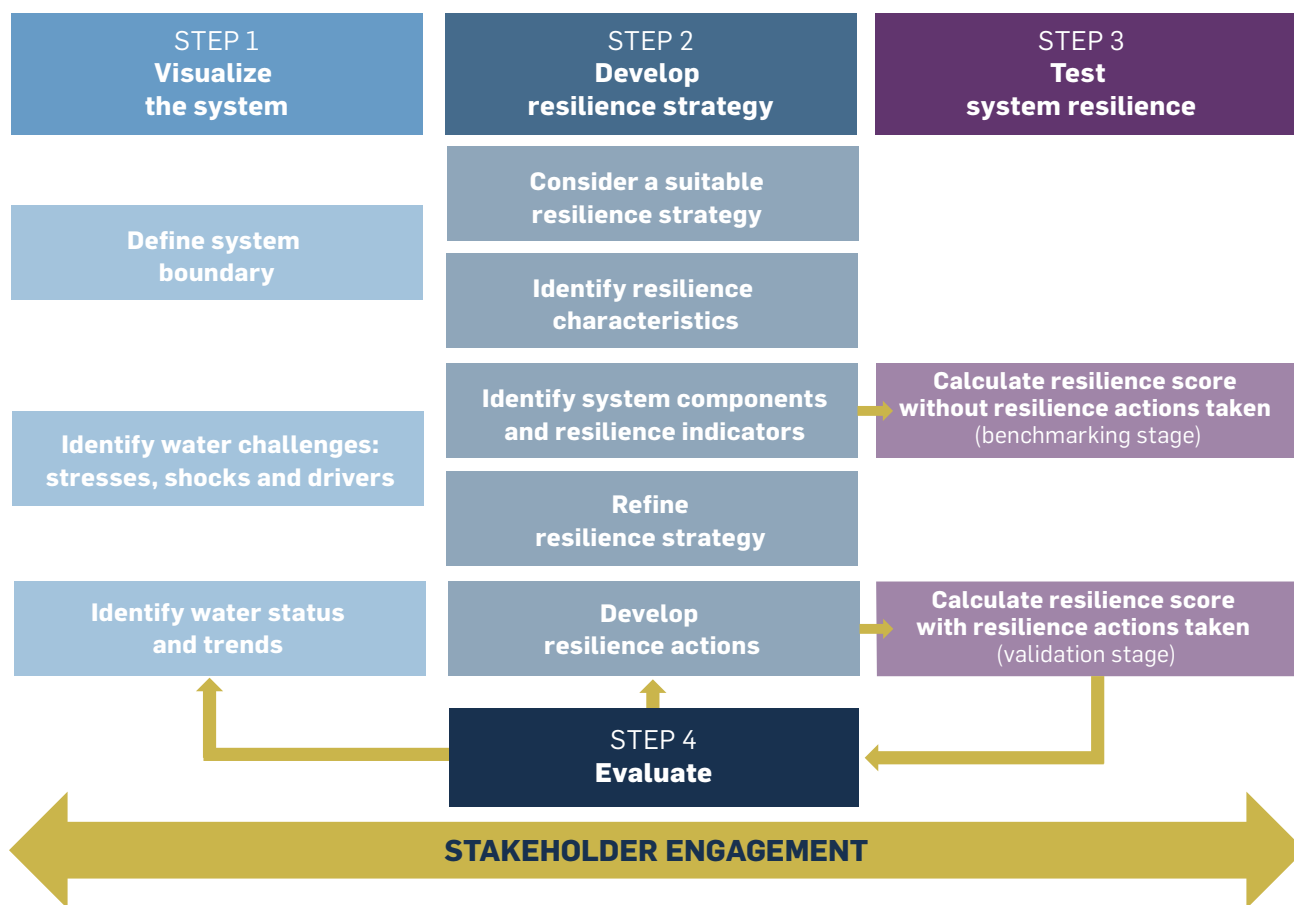 STEP 1
Visualize
the system
Define system
boundary
Identify water challenges:
stresses, shocks and drivers
Identify water status
and trends
STEP 2
Develop
resilience strategy
Consider a suitable
resilience strategy
Identify resilience
characteristics
Identify system components
and resilience indicators
Refine
resilience strategy
Develop
resilience actions
STEP 3
Test
system resilience
Calculate resilience score
without resilience actions taken
(benchmarking stage)
Calculate resilience score
with resilience actions taken
(validation stage)
STEP 4
Evaluate
STAKEHOLDER ENGAGEMENT